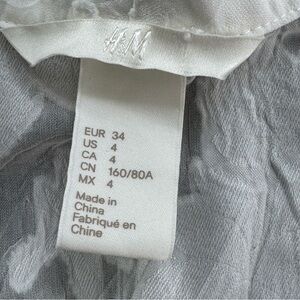 H&M
EUR 34
US 4
CA 4
CN 160/80A
MX 4
Made in
China
Fabriqué en
Chine